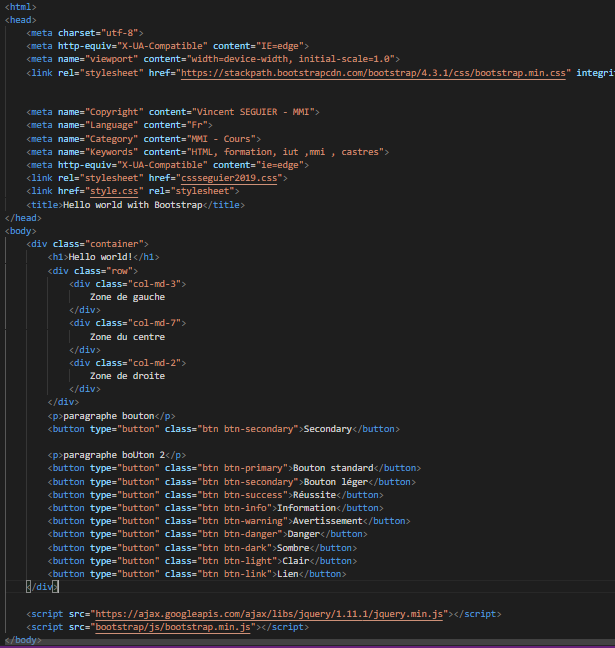 <html>
<head>
<meta charset="utf-8">
<meta http-equiv="X-UA-Compatible" content="IE=edge">
<meta name="viewport" content="width=device-width, initial-scale=1.0">
<link rel="stylesheet" href="https://stackpath.bootstrapcdn.com/bootstrap/4.3.1/css/bootstrap.min.css" integri
<meta name="Copyright" content="Vincent SEGUIER - MMI">
<meta name="Language" content="Fr">
<meta name="Category" content="MMI - Cours">
<meta name="Keywords" content="HTML, formation, iut ,mmi , castres">
<meta http-equiv="X-UA-Compatible" content="ie=edge">
<link rel="stylesheet" href="cssseguier2019.css">
<link href="style.css" rel="stylesheet">
<title>Hello world with Bootstrap</title>
</head>
<body>
<div class="container">
<h1>Hello world!</h1>
<div class="row">
<div class="col-md-3">
Zone de gauche
</div>
<div class="col-md-7">
Zone du centre
</div>
<div class="col-md-2">
Zone de droite
</div>
</div>
<p>paragraphe bouton</p>
<button type="button" class="btn btn-secondary">Secondary</button>
<p>paragraphe boUton 2</p>
<button type="button" class="btn btn-primary">Bouton standard</button>
<button type="button" class="btn btn-secondary">Bouton léger</button>
<button type="button" class="btn btn-success">Réussite</button>
<button type="button" class="btn btn-info">Information</button>
<button type="button" class="btn btn-warning">Avertissement</button>
<button type="button" class="btn btn-danger">Danger</button>
<button type="button" class="btn btn-dark">Sombre</button>
<button type="button" class="btn btn-light">Clair</button>
<button type="button" class="btn btn-link">Lien</button>
</div>
<script src="https://ajax.googleapis.com/ajax/libs/jquery/1.11.1/jquery.min.js"></script>
<script src="bootstrap/js/bootstrap.min.js"></script>
</body>